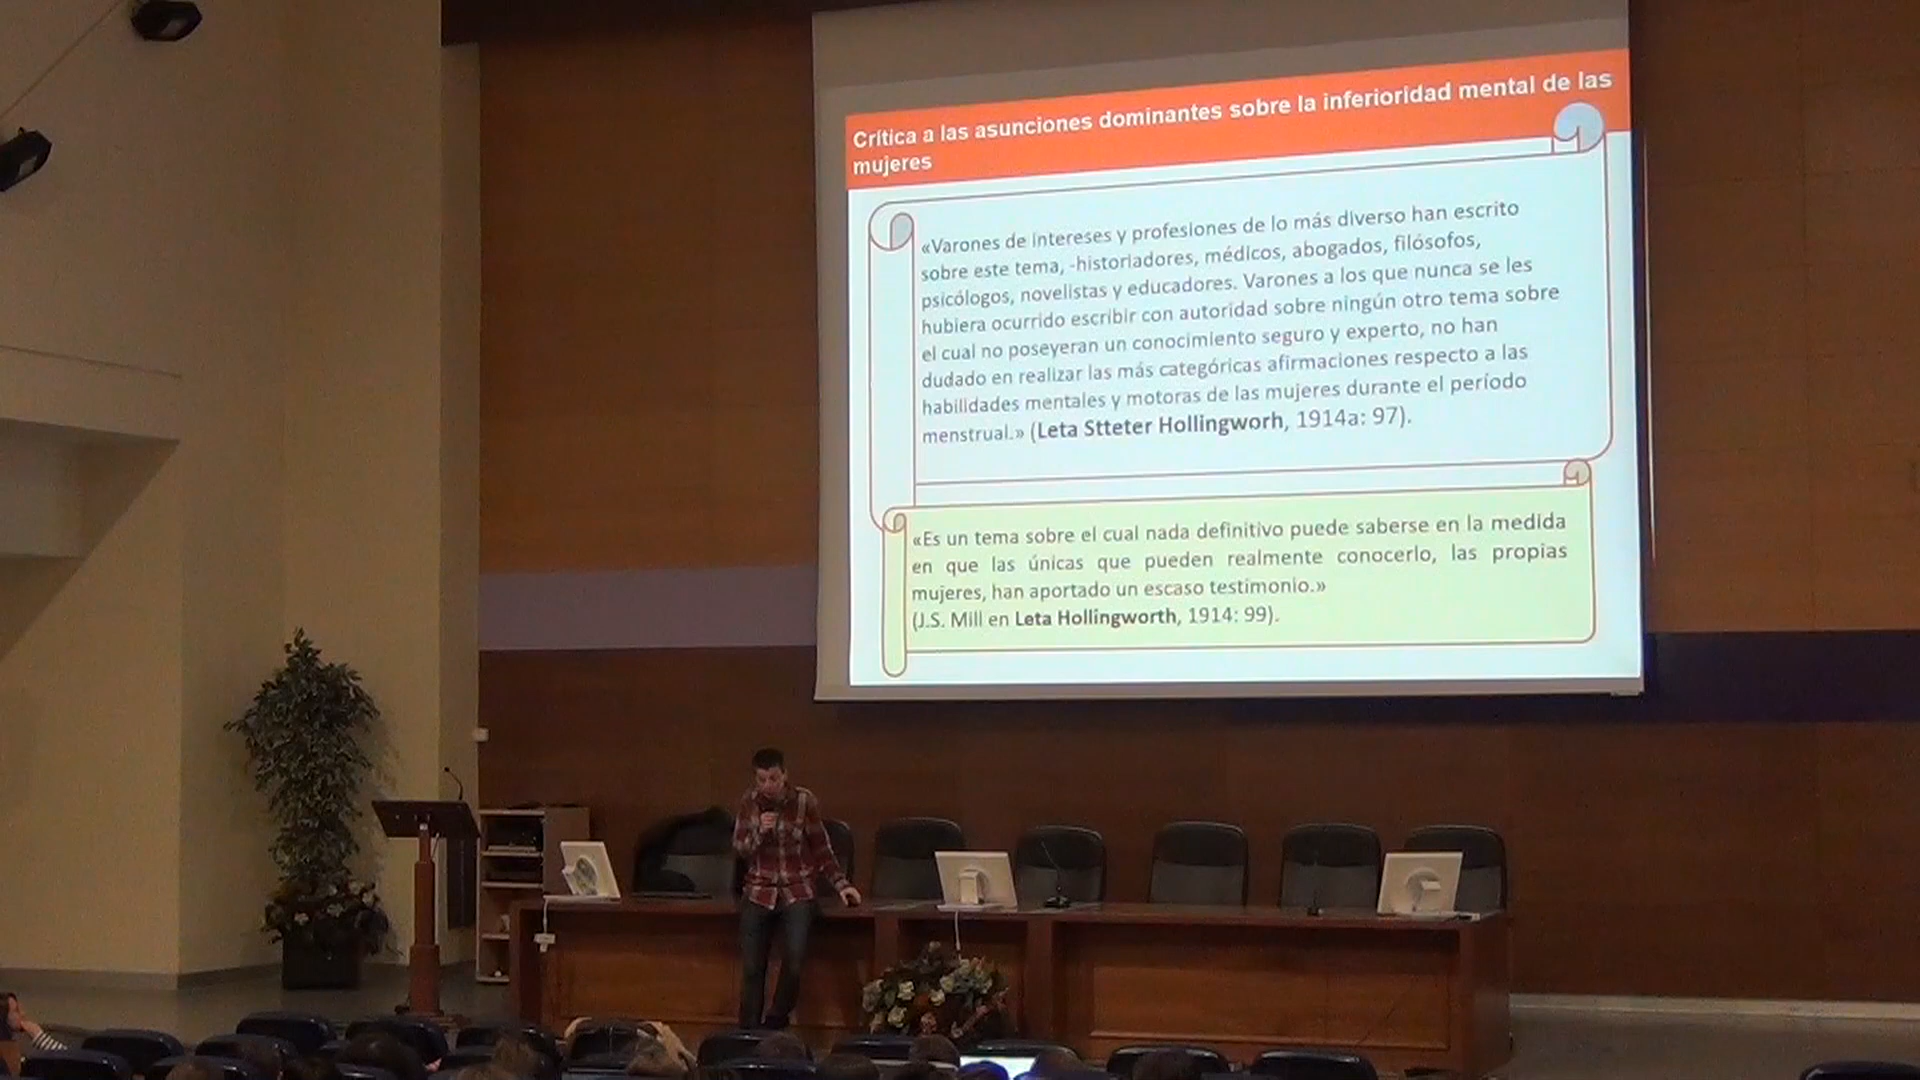 Crítica a las asunciones dominantes sobre la inferioridad mental de las
mujeres
«Varones de intereses y profesiones de lo más diverso han escrito
sobre este tema, -historiadores, médicos, abogados, filósofos,
psicólogos, novelistas y educadores. Varones a los que nunca se les
hubiera ocurrido escribir con autoridad sobre ningún otro tema sobre
el cual no poseyeran un conocimiento seguro y experto, no han
dudado en realizar las más categóricas afirmaciones respecto a las
habilidades mentales y motoras de las mujeres durante el período
menstrual.» (Leta Stteter Hollingworh, 1914a: 97).
«Es un tema sobre el cual nada definitivo puede saberse en la medida
en que las únicas que pueden realmente conocerlo, las propias
mujeres, han aportado un escaso testimonio.»
(J.S. Mill en Leta Hollingworth, 1914: 99).